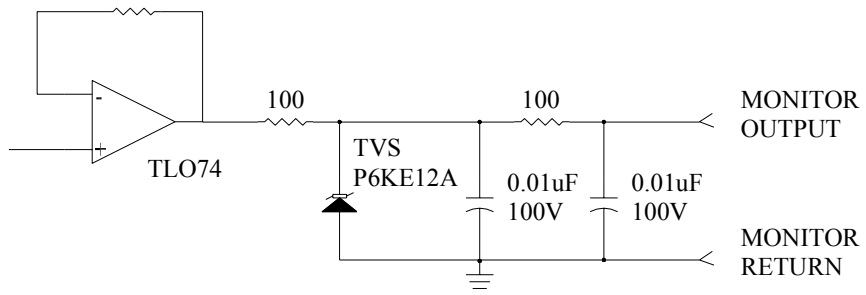 100
100
MONITOR
OUTPUT
-
+
TLO74
TVS
P6KE12A
0.01uF
100V
0.01uF
100V
MONITOR
RETURN